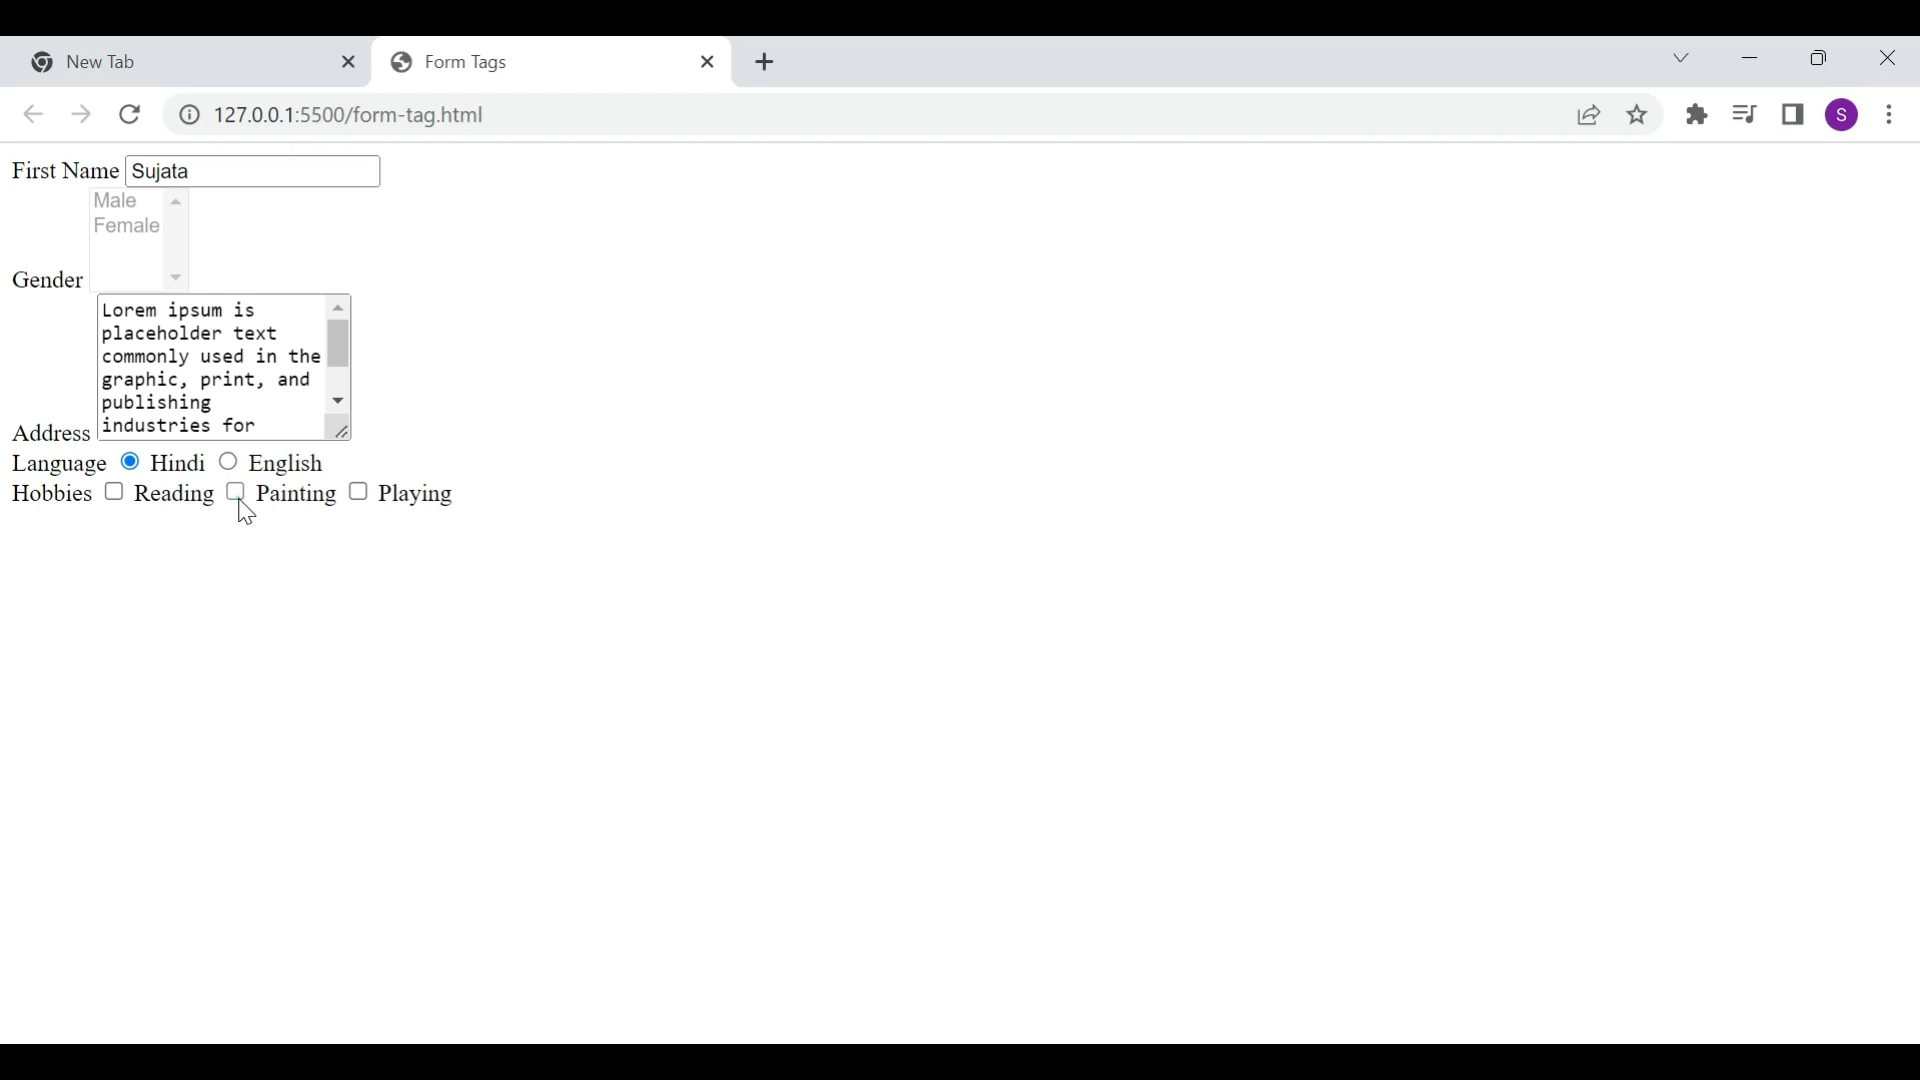 New Tab
Form Tags
127.0.0.1:5500/form-tag.html
S
First Name Sujata
Male
Female
Gender
Lorem ipsum is
placeholder text
commonly used in the
graphic, print, and
publishing
industries for
Address
Language Hindi English
Hobbies Reading Painting Playing